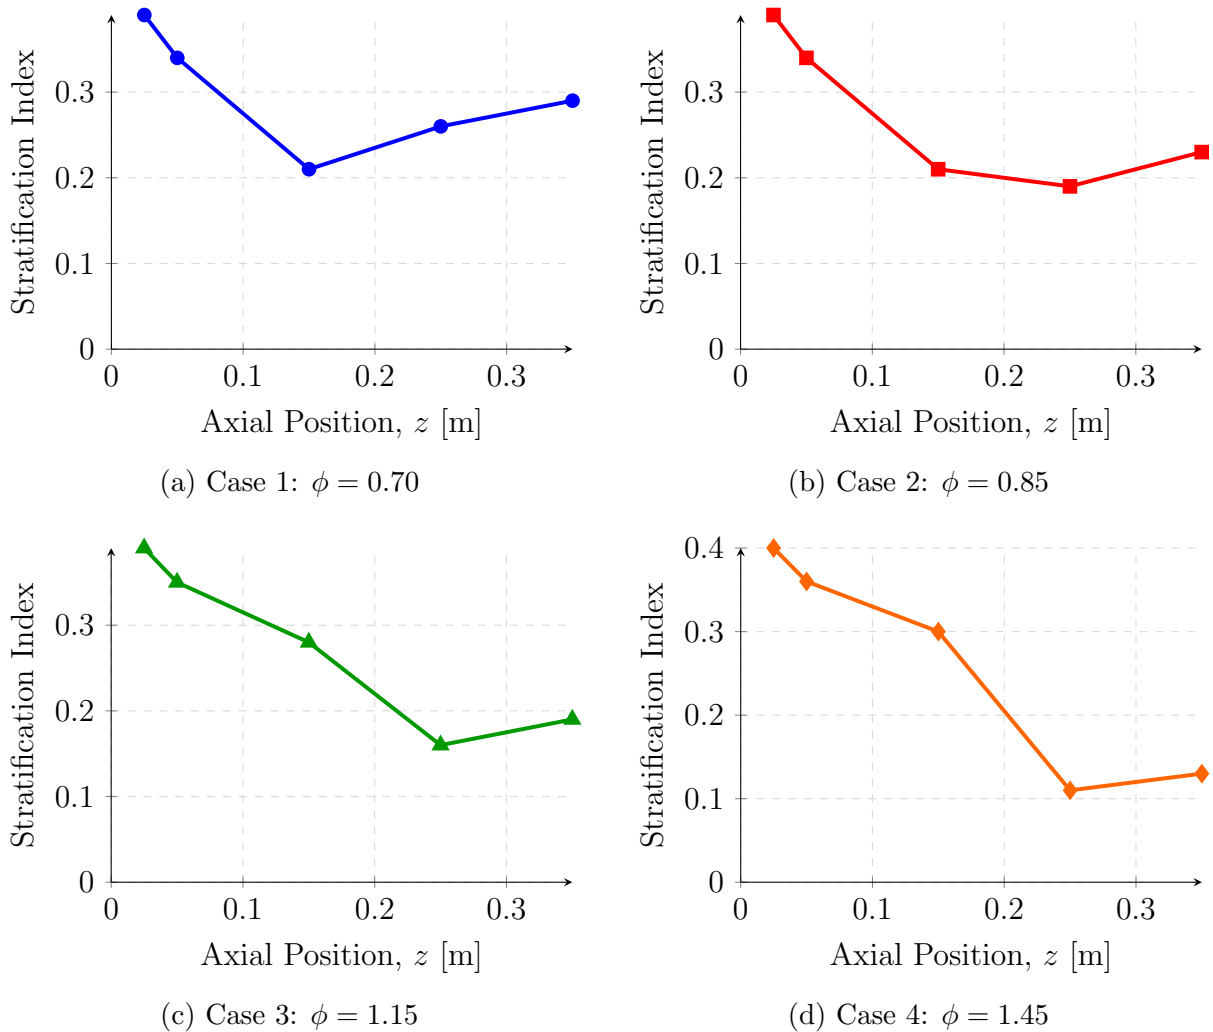 0.3
0.2
0.1
0
0 0.1 0.2 0.3
Stratification Index
Axial Position, z [m]
(a) Case 1: ϕ = 0.70
0.3
0.2
0.1
0
0 0.1 0.2 0.3
Stratification Index
Axial Position, z [m]
(b) Case 2: ϕ = 0.85
0.3
0.2
0.1
0
0 0.1 0.2 0.3
Stratification Index
Axial Position, z [m]
(c) Case 3: ϕ = 1.15
0.4
0.3
0.2
0.1
0
0 0.1 0.2 0.3
Stratification Index
Axial Position, z [m]
(d) Case 4: ϕ = 1.45